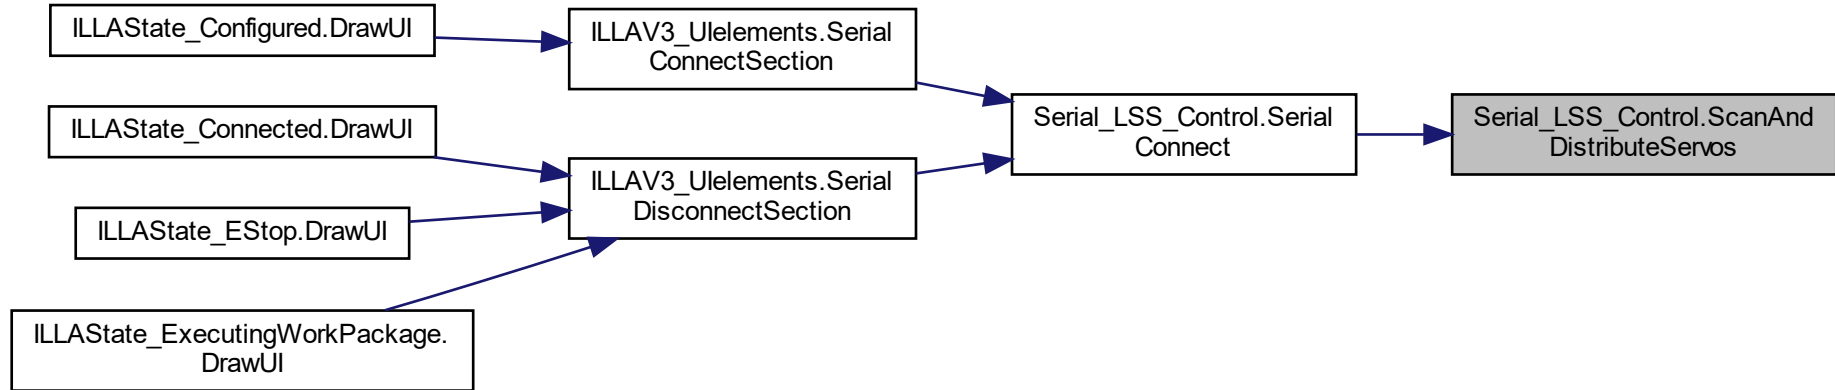 ILLAState_Configured.DrawUI
ILLAV3_UIelements.Serial
ConnectSection
ILLAState_Connected.DrawUI
Serial_LSS_Control.Serial
Connect
Serial_LSS_Control.ScanAnd
DistributeServos
ILLAV3_UIelements.Serial
DisconnectSection
ILLAState_EStop.DrawUI
ILLAState_ExecutingWorkPackage.
DrawUI